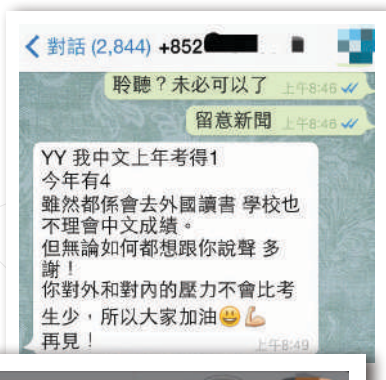 對話 (2,844) +852
聆聽？未必可以了 上午8:46
留意新聞 上午8:46
YY 我中文上年考得1
今年有4
雖然都係會去外國讀書 學校也
不理會中文成績。
但無論如何都想跟你說聲 多
謝！
你對外和對內的壓力不會比考
生少，所以大家加油😃💪
再見！ 上午8:49